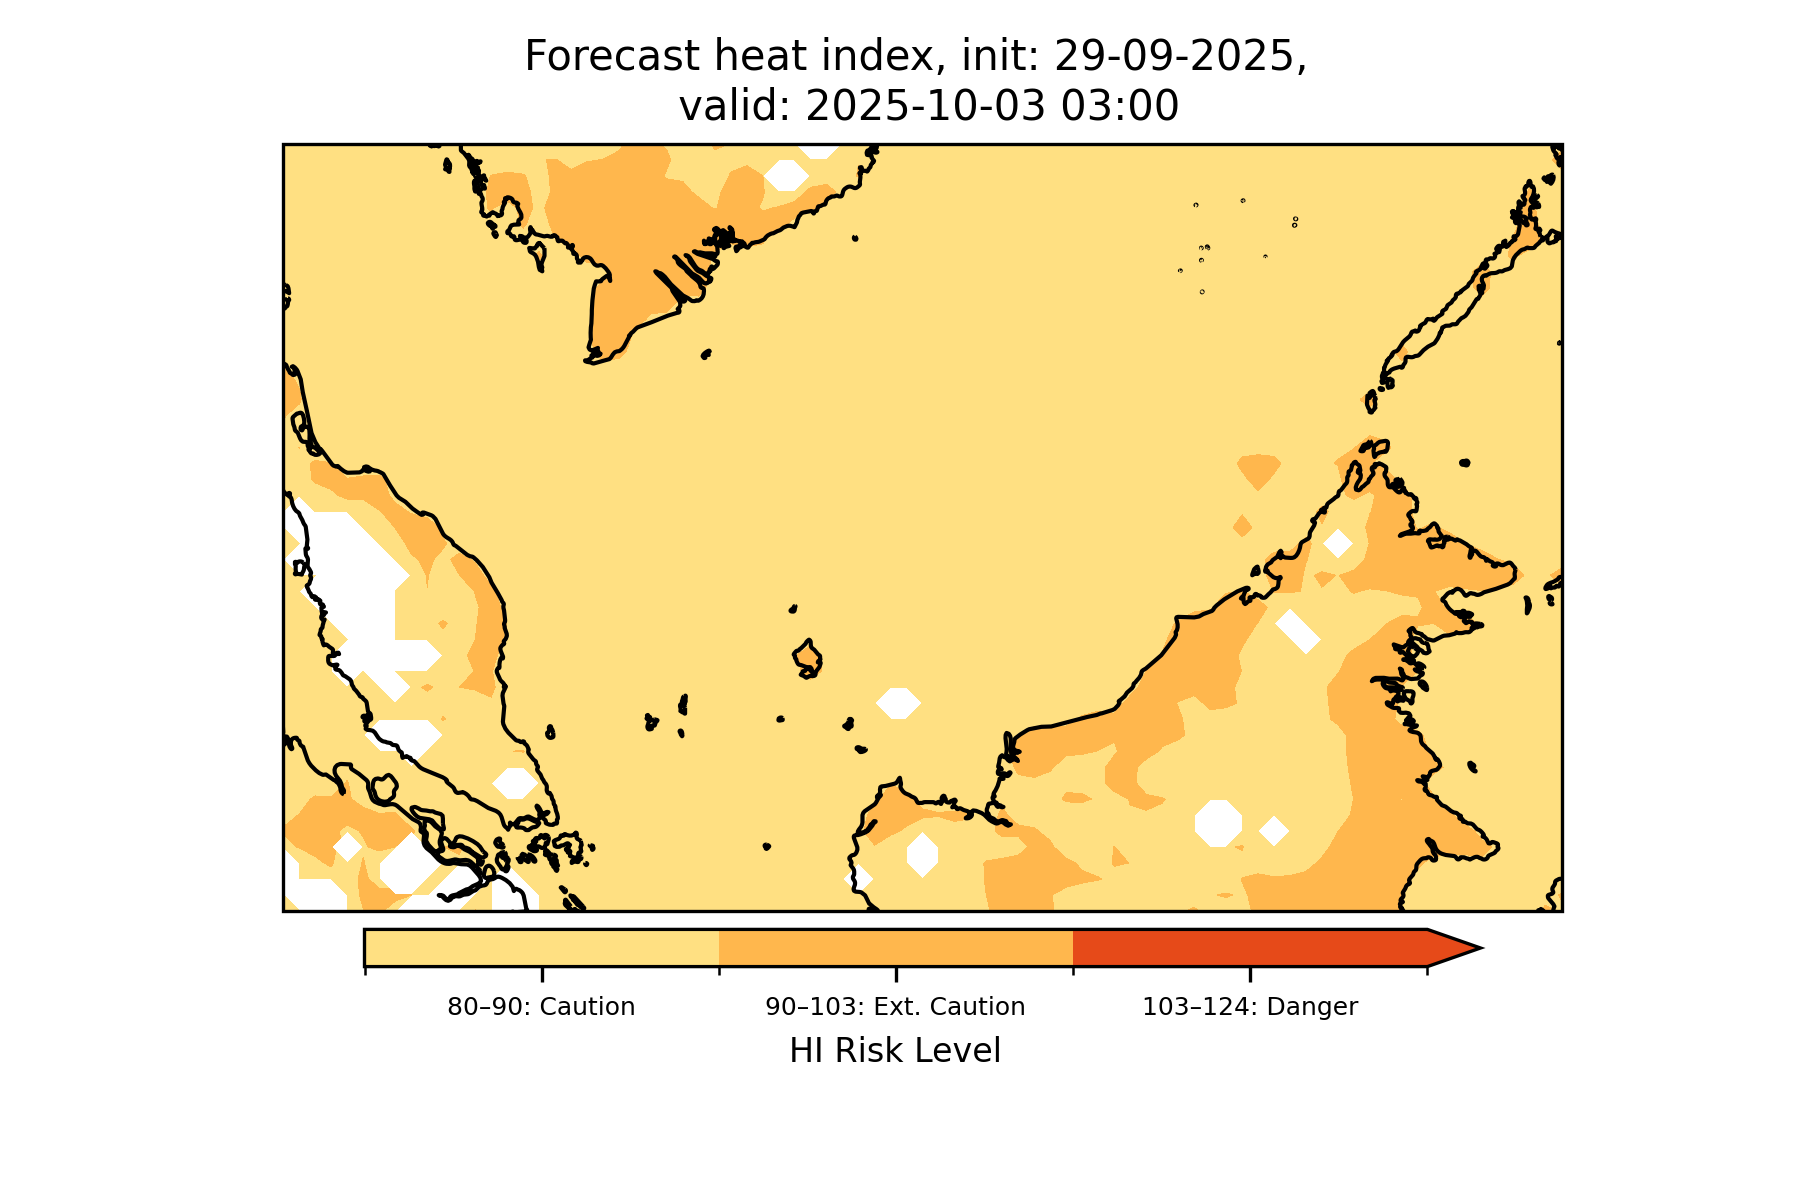 Forecast heat index, init: 29-09-2025,
valid: 2025-10-03 03:00
80–90: Caution
90–103: Ext. Caution
103–124: Danger
HI Risk Level